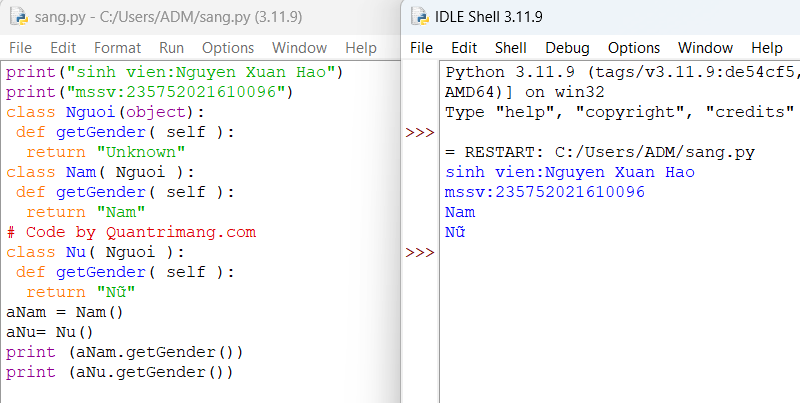 sang.py - C:/Users/ADM/sang.py (3.11.9)
File Edit Format Run Options Window Help
print("sinh vien:Nguyen Xuan Hao")
print("mssv:235752021610096")
class Nguoi(object):
 def getGender( self ):
  return "Unknown"
class Nam( Nguoi ):
 def getGender( self ):
  return "Nam"
# Code by Quantrimang.com
class Nu( Nguoi ):
 def getGender( self ):
  return "Nữ"
aNam = Nam()
aNu= Nu()
print (aNam.getGender())
print (aNu.getGender())
IDLE Shell 3.11.9
File Edit Shell Debug Options Window Help
Python 3.11.9 (tags/v3.11.9:de54cf5,
AMD64)] on win32
Type "help", "copyright", "credits"
>>>
= RESTART: C:/Users/ADM/sang.py
sinh vien:Nguyen Xuan Hao
mssv:235752021610096
Nam
Nữ
>>>